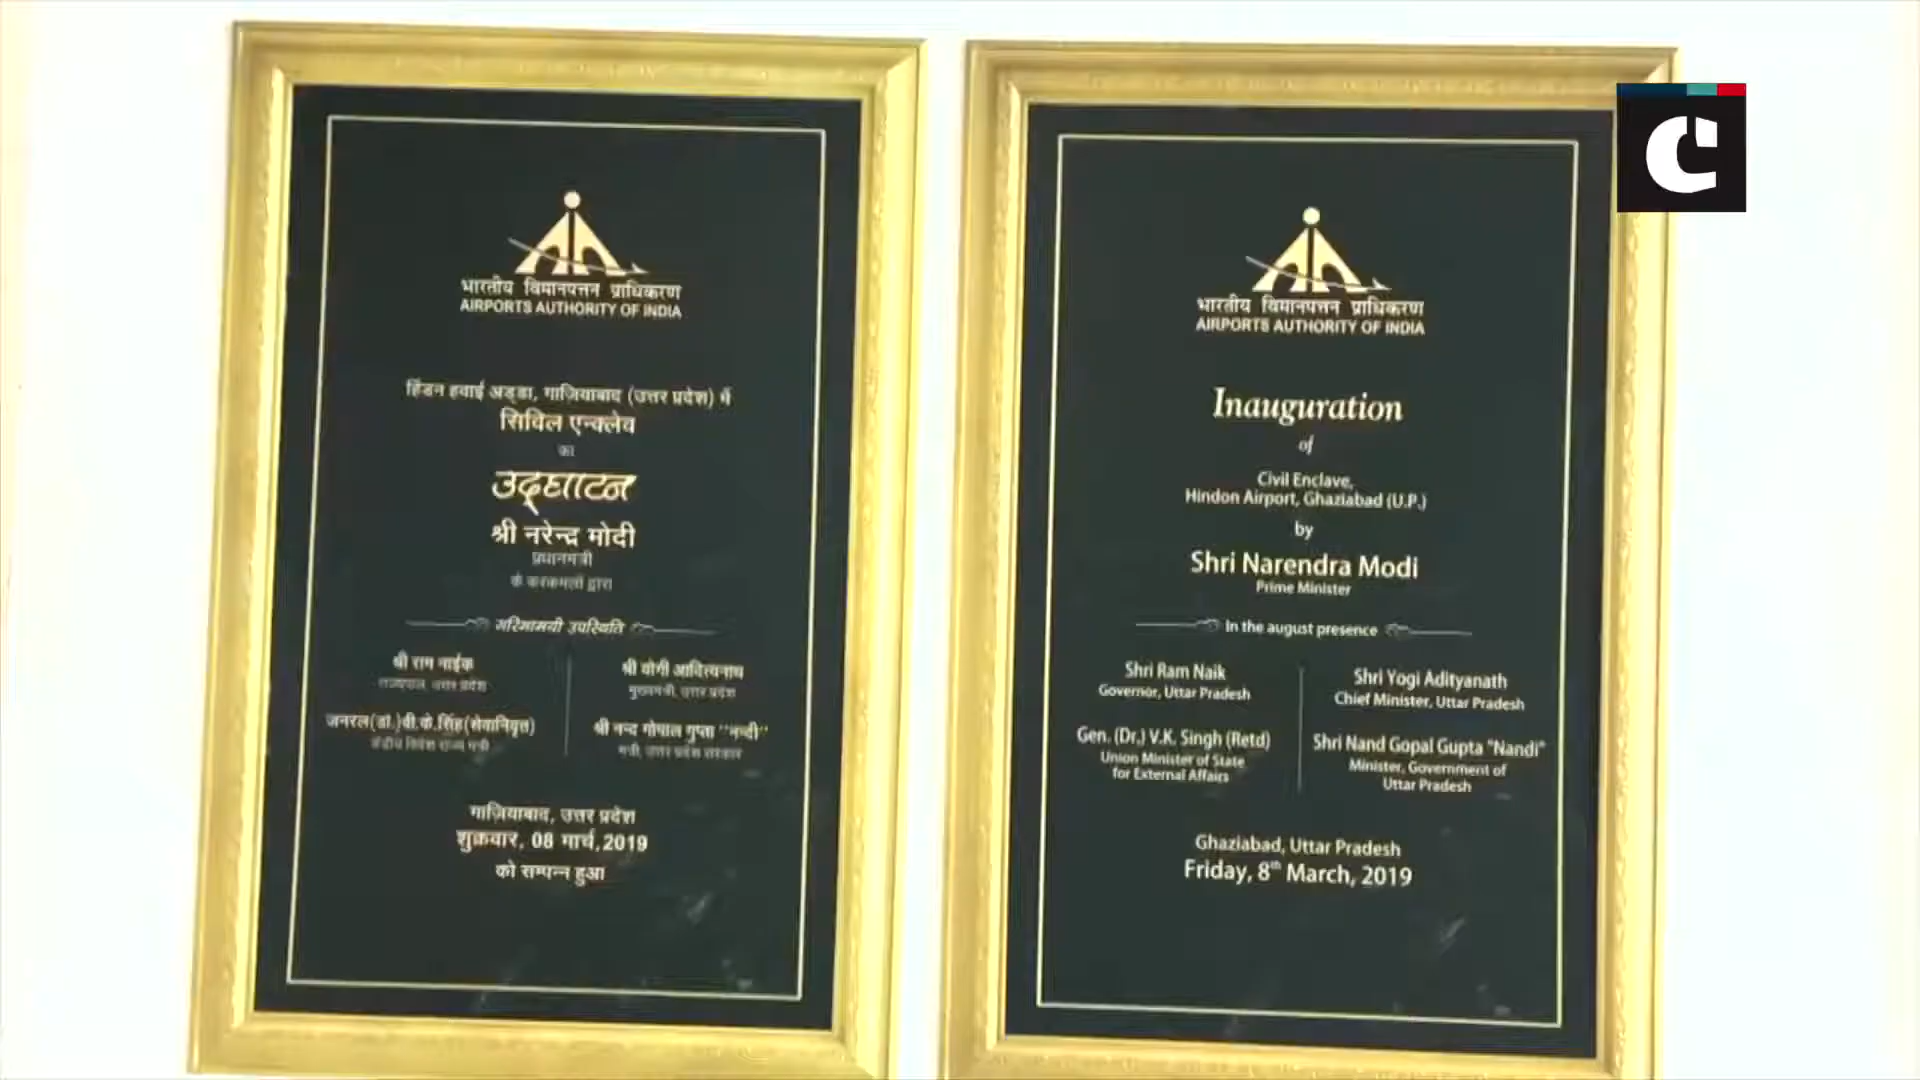 भारतीय विमानपत्तन प्राधिकरण
AIRPORTS AUTHORITY OF INDIA
हिंडन हवाई अड्डा, गाज़ियाबाद (उत्तर प्रदेश) में
सिविल एन्क्लेव
का
उद्घाटन
श्री नरेन्द्र मोदी
प्रधानमंत्री
के करकमलों द्वारा
गरिमामयी उपस्थिति
श्री राम नाईक
राज्यपाल, उत्तर प्रदेश
जनरल(डॉ.)वी.के.सिंह(सेवानिवृत्त)
केंद्रीय विदेश राज्य मंत्री
श्री योगी आदित्यनाथ
मुख्यमंत्री, उत्तर प्रदेश
श्री नन्द गोपाल गुप्ता "नन्दी"
मंत्री, उत्तर प्रदेश सरकार
गाज़ियाबाद, उत्तर प्रदेश
शुक्रवार, 08 मार्च,2019
को सम्पन्न हुआ
भारतीय विमानपत्तन प्राधिकरण
AIRPORTS AUTHORITY OF INDIA
Inauguration
of
Civil Enclave,
Hindon Airport, Ghaziabad (U.P.)
by
Shri Narendra Modi
Prime Minister
In the august presence
Shri Ram Naik
Governor, Uttar Pradesh
Gen. (Dr.) V.K. Singh (Retd)
Union Minister of State
for External Affairs
Shri Yogi Adityanath
Chief Minister, Uttar Pradesh
Shri Nand Gopal Gupta "Nandi"
Minister, Government of
Uttar Pradesh
Ghaziabad, Uttar Pradesh
Friday, 8th March, 2019
C